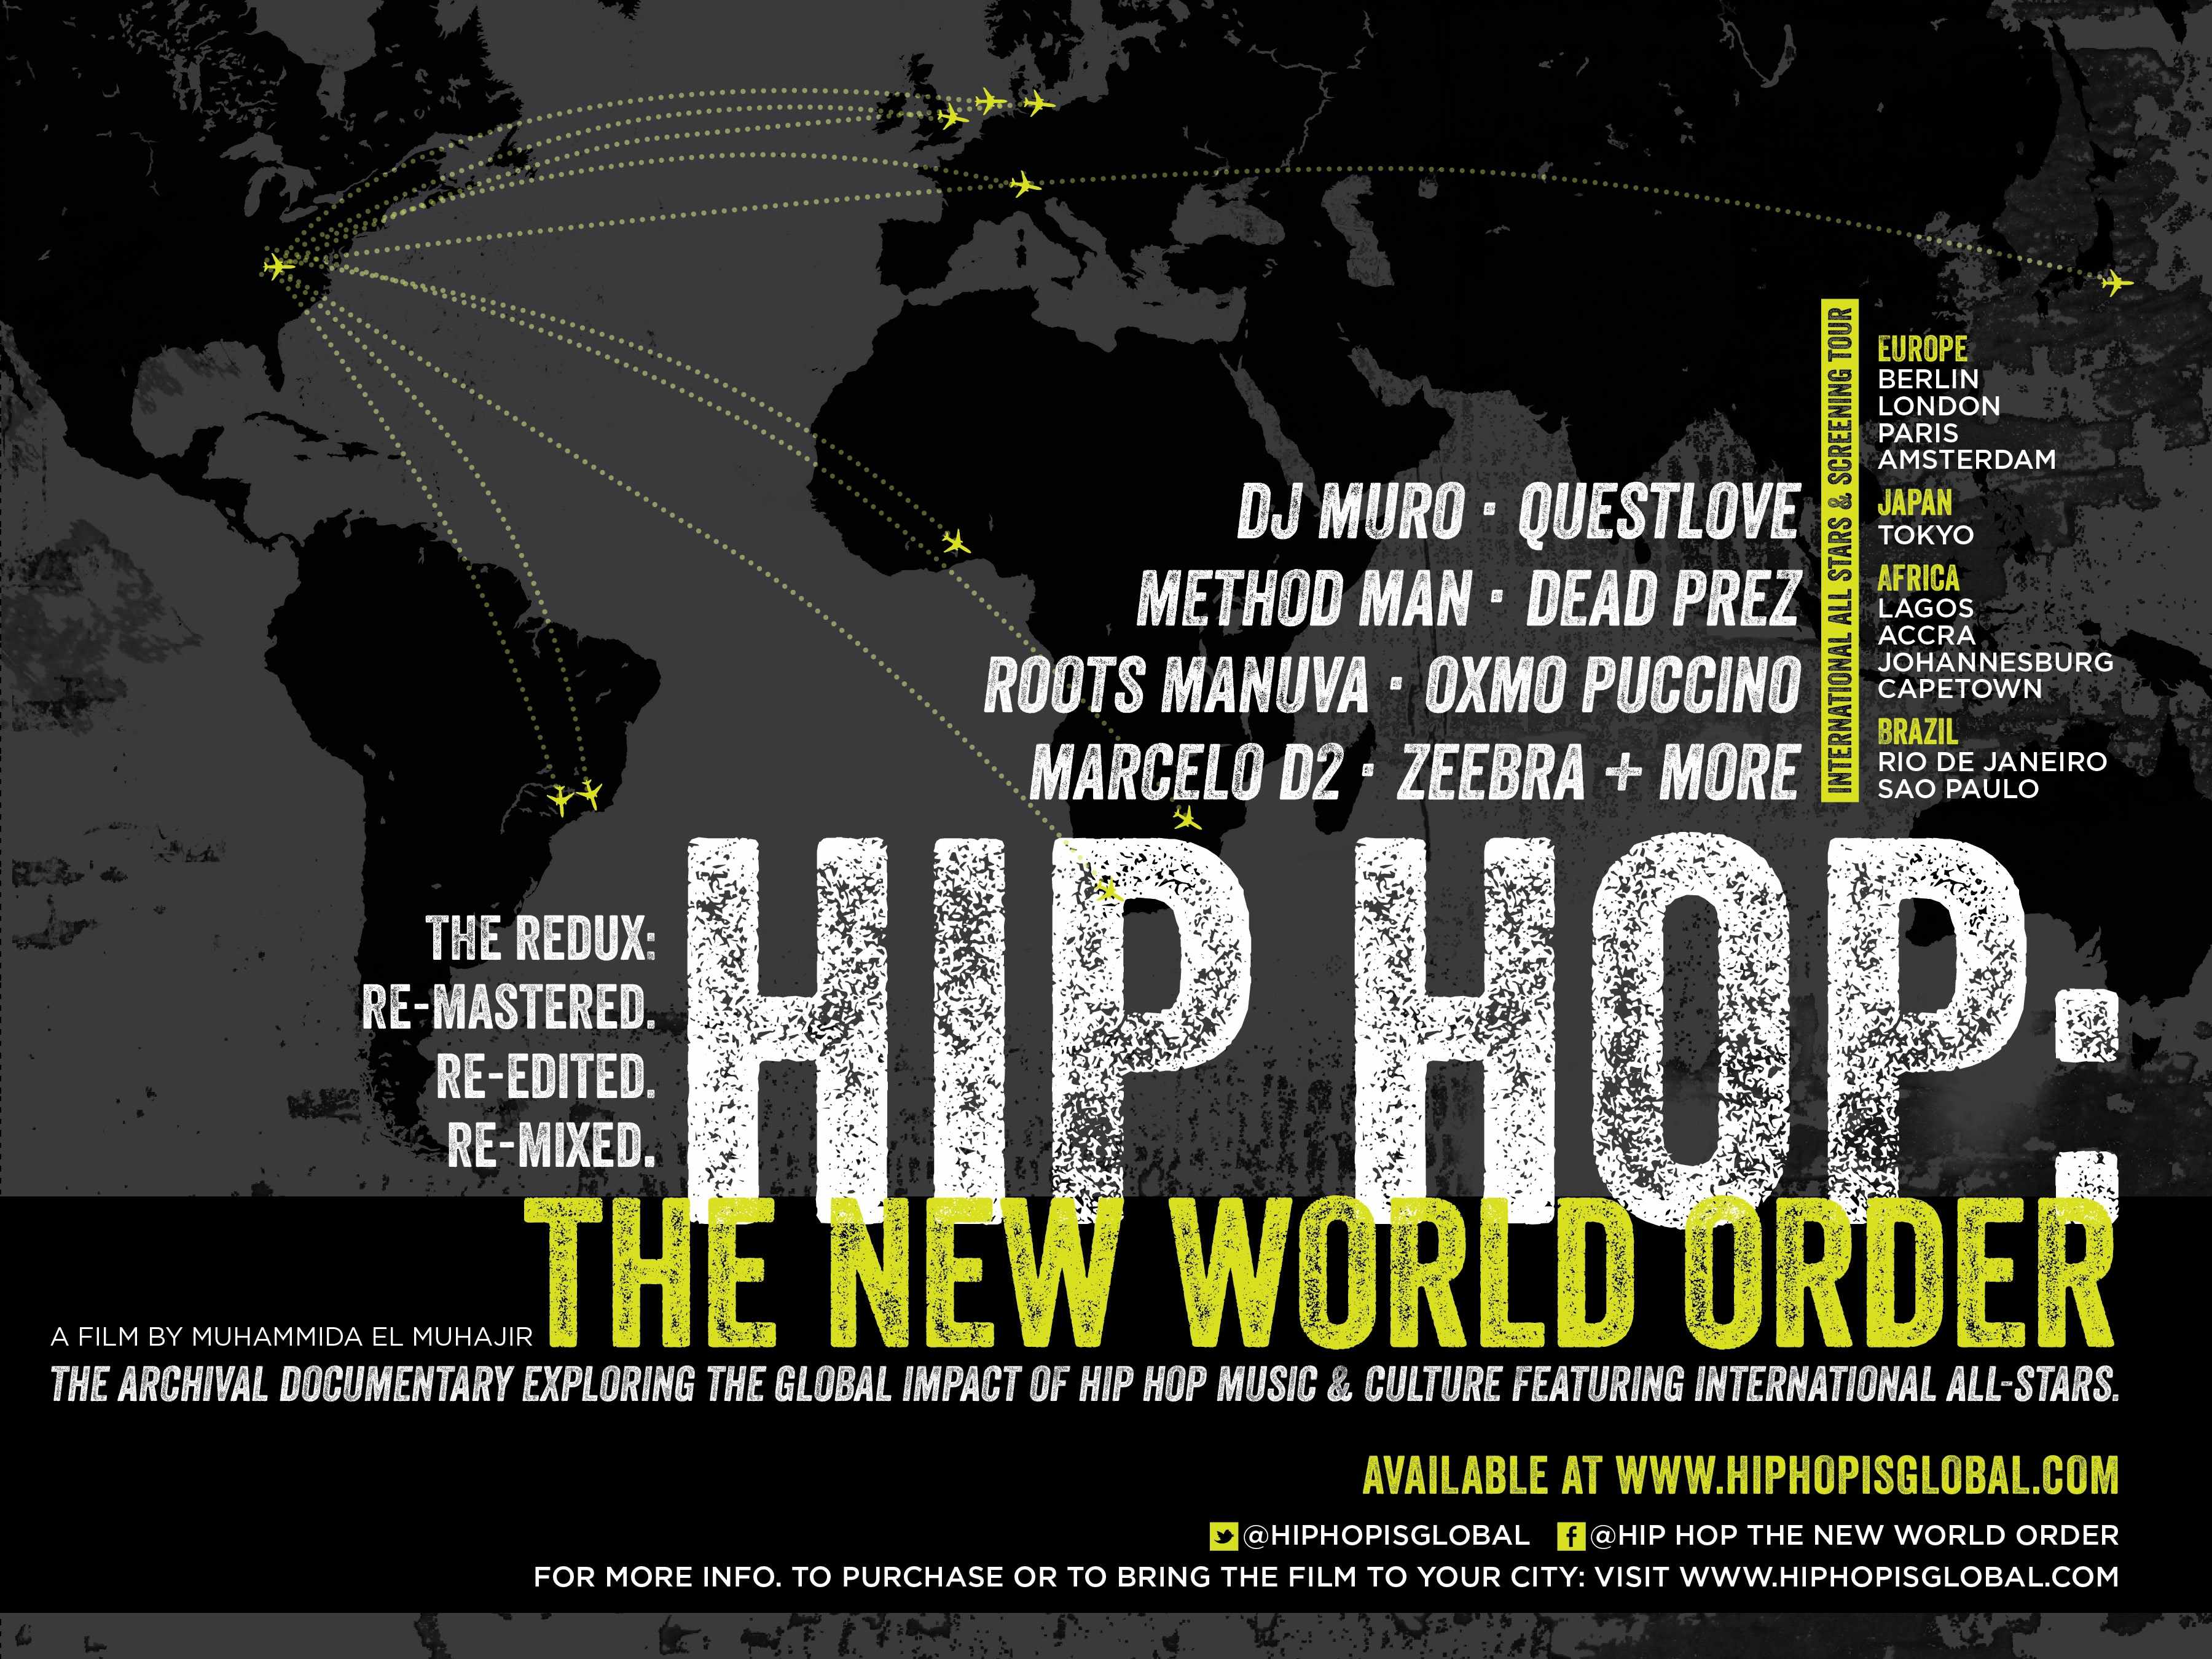 INTERNATIONAL ALL STARS & SCREENING TOUR
EUROPE
BERLIN
LONDON
PARIS
AMSTERDAM
JAPAN
TOKYO
AFRICA
LAGOS
ACCRA
JOHANNESBURG
CAPETOWN
BRAZIL
RIO DE JANEIRO
SAO PAULO
DJ MURO · QUESTLOVE
METHOD MAN · DEAD PREZ
ROOTS MANUVA · OXMO PUCCINO
MARCELO D2 · ZEEBRA + MORE
THE REDUX:
RE-MASTERED.
RE-EDITED.
RE-MIXED.
HIP HOP:
THE NEW WORLD ORDER
A FILM BY MUHAMMIDA EL MUHAJIR
THE ARCHIVAL DOCUMENTARY EXPLORING THE GLOBAL IMPACT OF HIP HOP MUSIC & CULTURE FEATURING INTERNATIONAL ALL-STARS.
AVAILABLE AT WWW.HIPHOPISGLOBAL.COM
@HIPHOPISGLOBAL f @HIP HOP THE NEW WORLD ORDER
FOR MORE INFO. TO PURCHASE OR TO BRING THE FILM TO YOUR CITY: VISIT WWW.HIPHOPISGLOBAL.COM